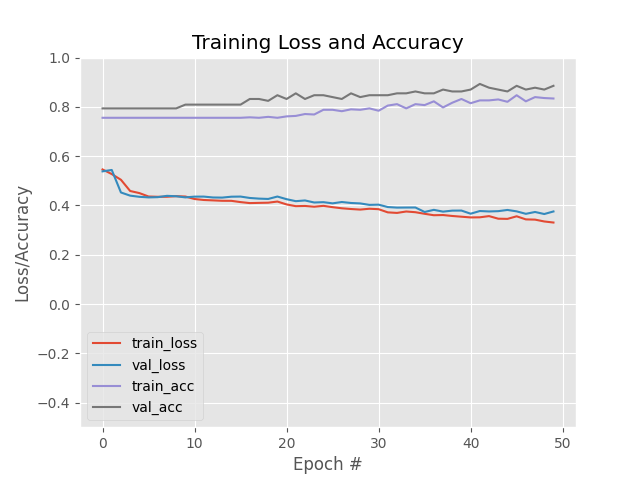 Training Loss and Accuracy
1.0
0.8
0.6
0.4
0.2
0.0
−0.2
−0.4
Loss/Accuracy
train_loss
val_loss
train_acc
val_acc
0 10 20 30 40 50
Epoch #